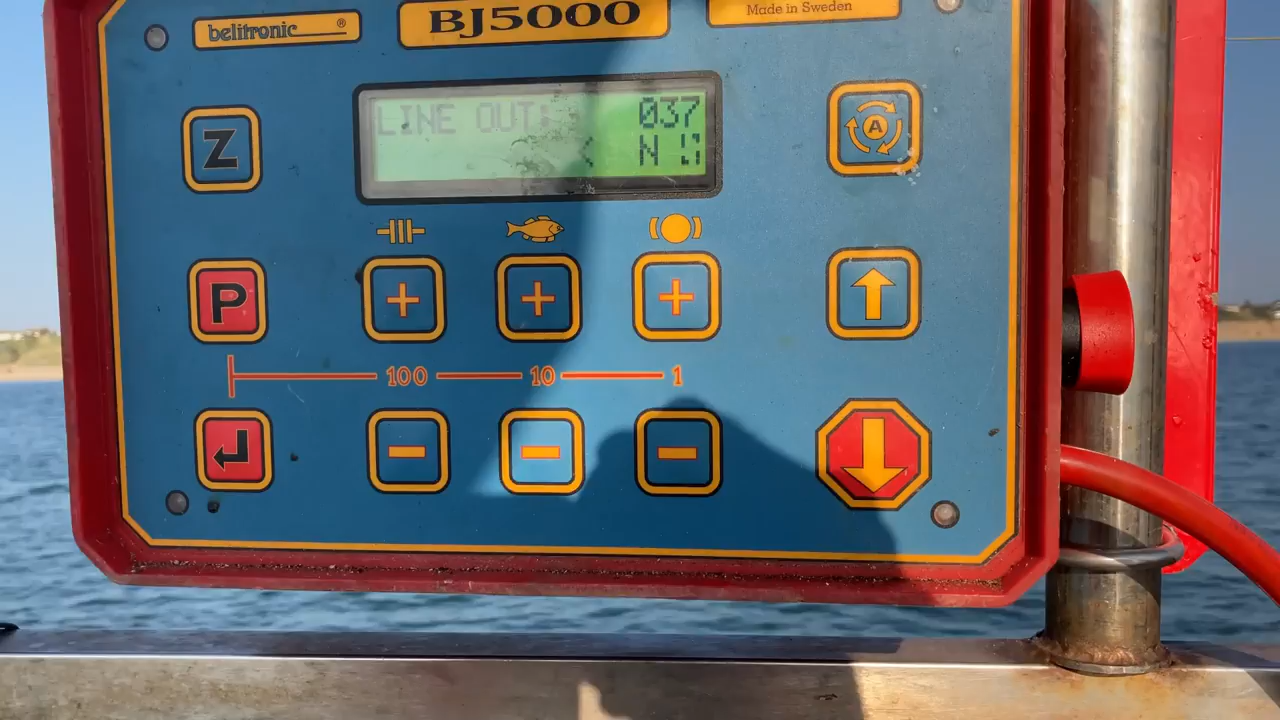 belitronic ®
BJ5000
Made in Sweden
LINE OUT: 037
< N
Z
A
P
100 10 1